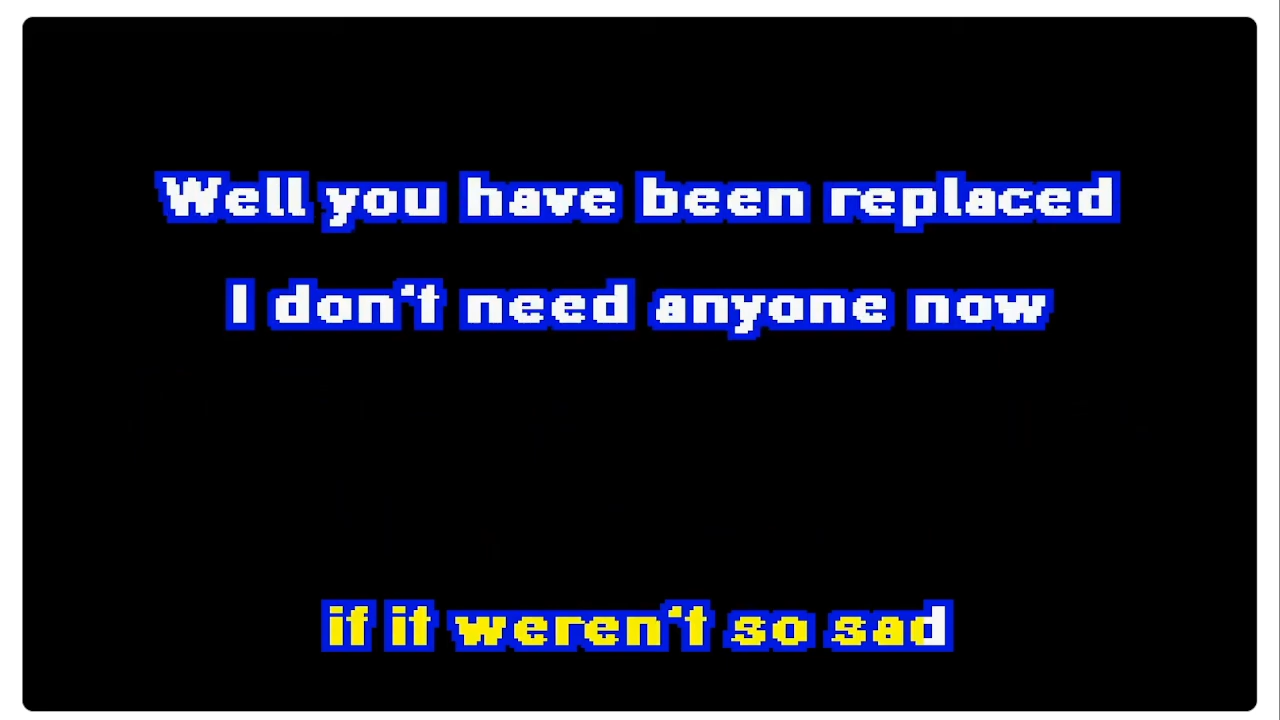 Well you have been replaced
I don't need anyone now
if it weren't so sad